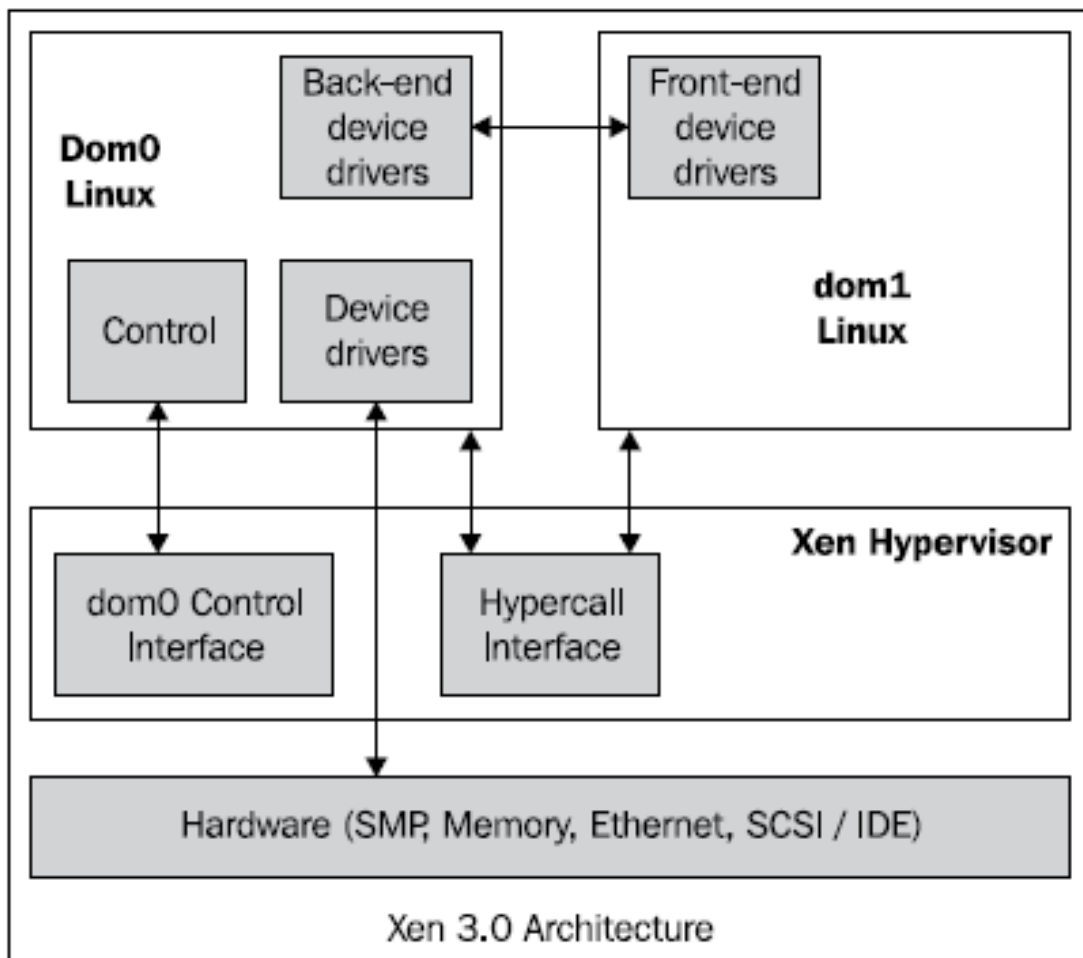 Back-end
device
drivers
Front-end
device
drivers
Dom0
Linux
Control
Device
drivers
dom1
Linux
Xen Hypervisor
dom0 Control
Interface
Hypercall
Interface
Hardware (SMP, Memory, Ethernet, SCSI / IDE)
Xen 3.0 Architecture